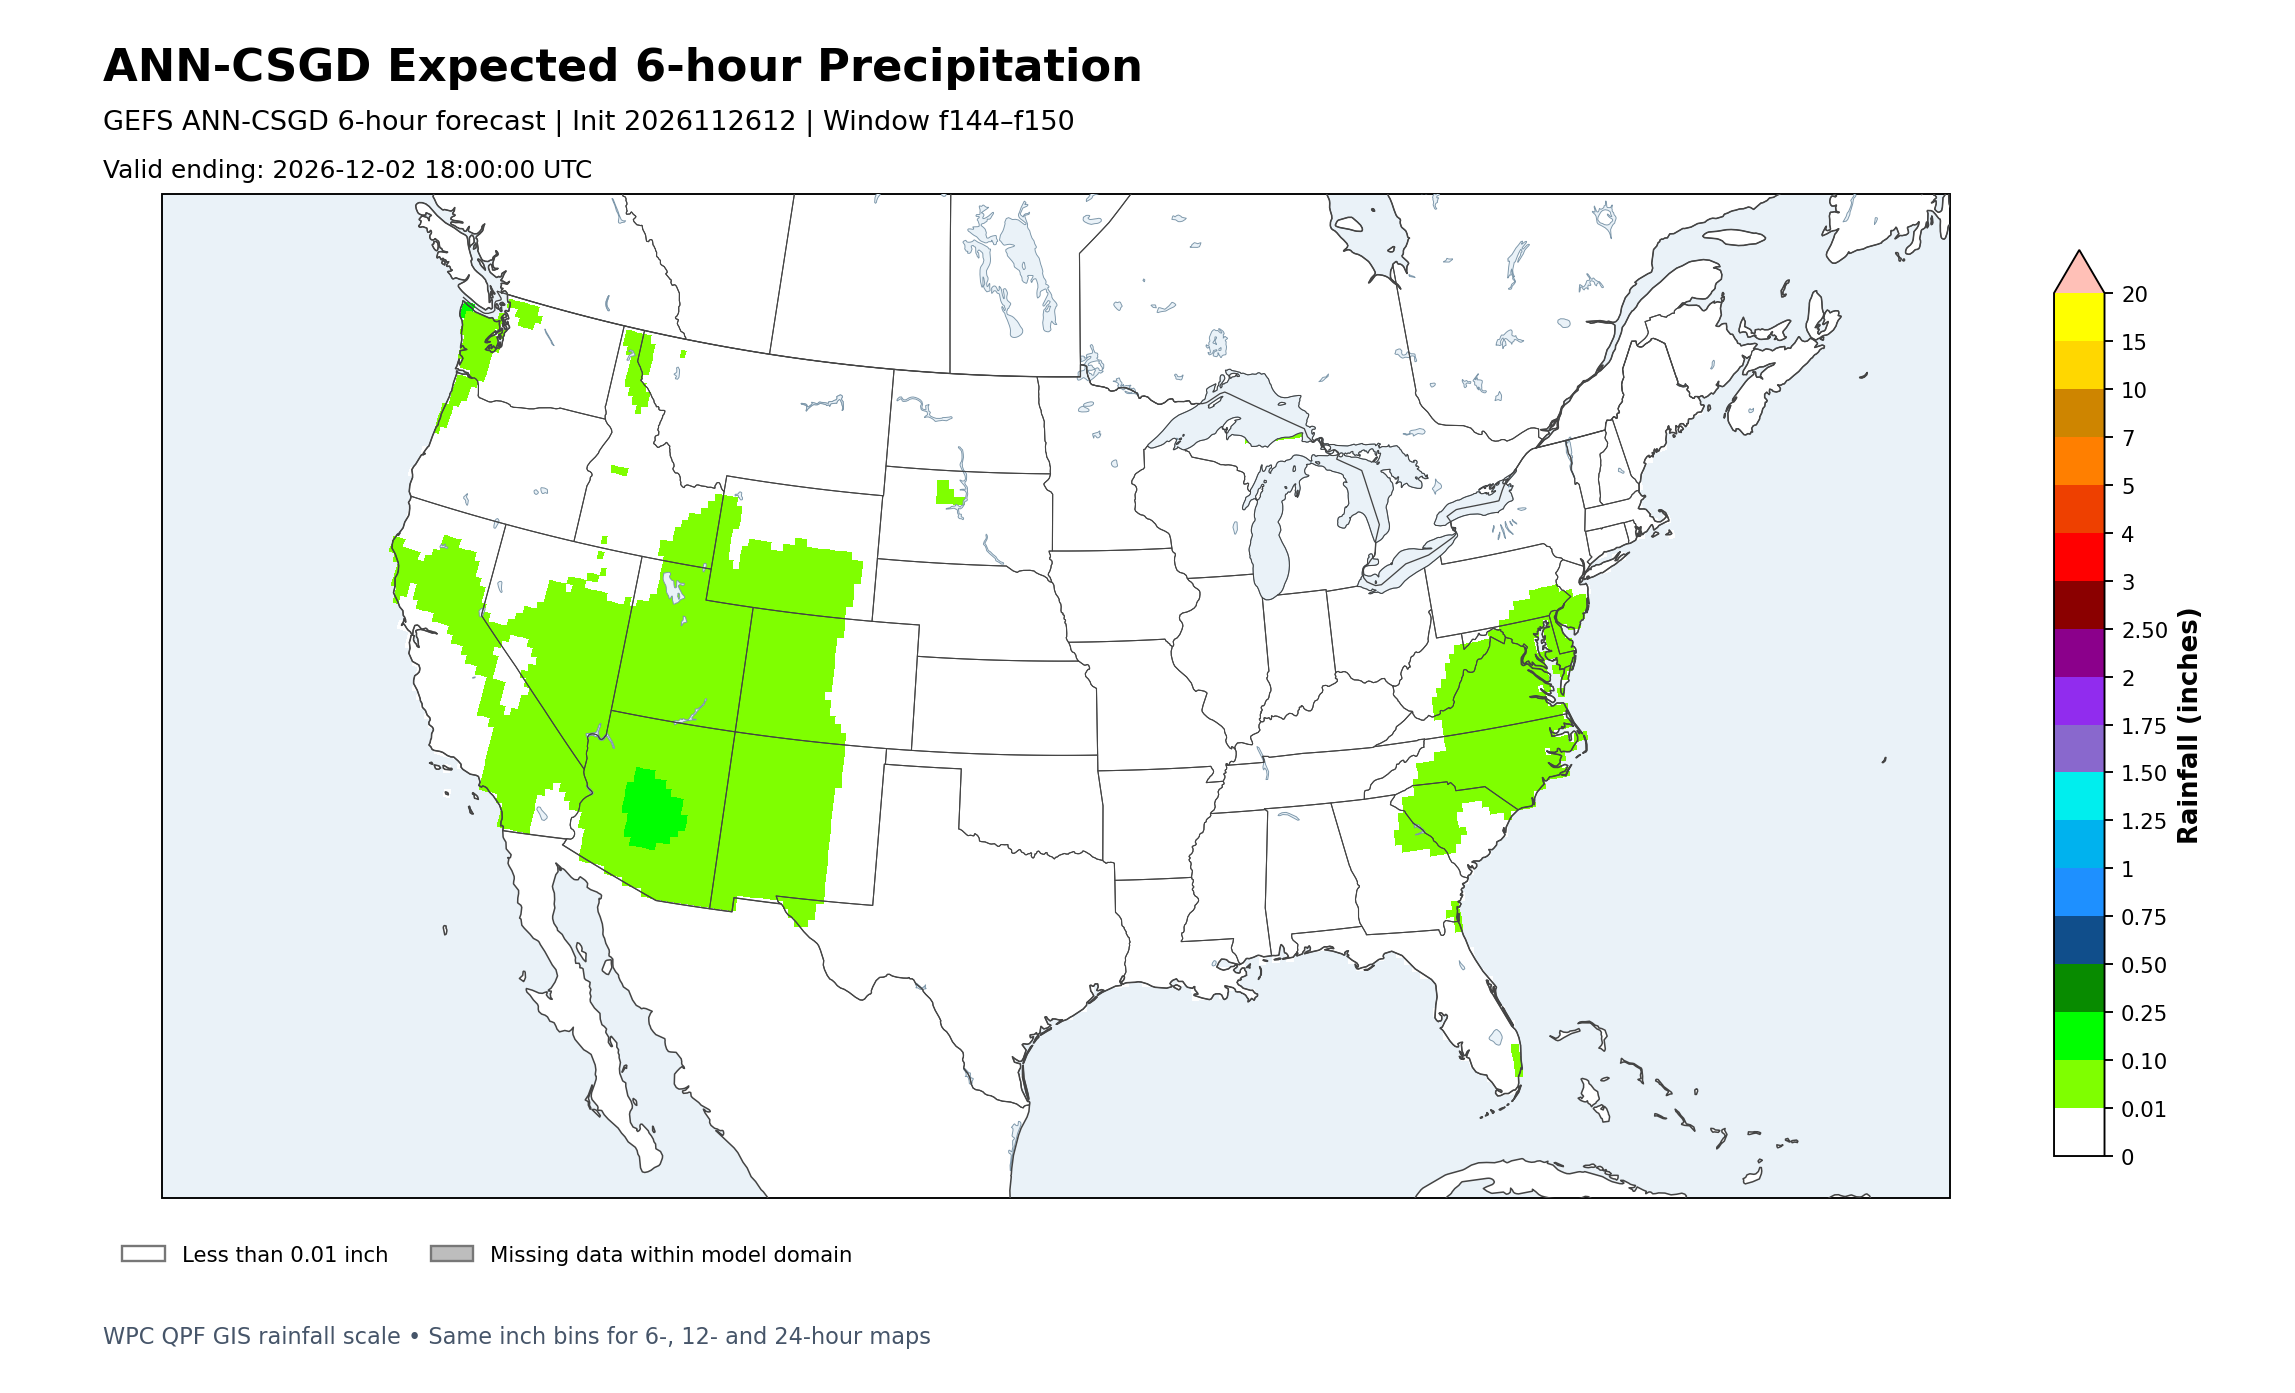 ANN-CSGD Expected 6-hour Precipitation
GEFS ANN-CSGD 6-hour forecast | Init 2026112612 | Window f144–f150
Valid ending: 2026-12-02 18:00:00 UTC
20
15
10
7
5
4
3
2.50
2
1.75
1.50
1.25
1
0.75
0.50
0.25
0.10
0.01
0
Rainfall (inches)
Less than 0.01 inch
Missing data within model domain
WPC QPF GIS rainfall scale • Same inch bins for 6-, 12- and 24-hour maps